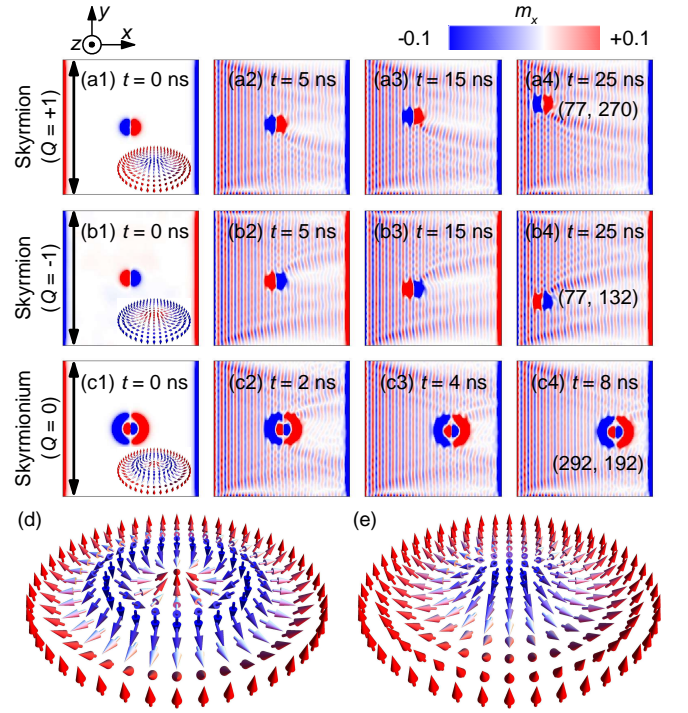 y
z x
m_x
-0.1 +0.1
Skyrmion
(Q = +1)
(a1) t = 0 ns
(a2) t = 5 ns
(a3) t = 15 ns
(a4) t = 25 ns
(77, 270)
Skyrmion
(Q = -1)
(b1) t = 0 ns
(b2) t = 5 ns
(b3) t = 15 ns
(b4) t = 25 ns
(77, 132)
Skyrmionium
(Q = 0)
(c1) t = 0 ns
(c2) t = 2 ns
(c3) t = 4 ns
(c4) t = 8 ns
(292, 192)
(d)
(e)